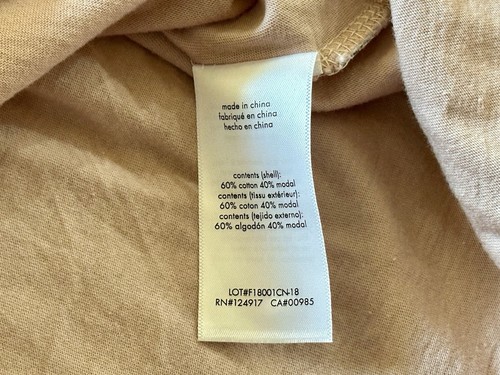 made in china
fabriqué en china
hecho en china
contents (shell):
60% cotton 40% modal
contents (tissu extérieur):
60% coton 40% modal
contents (tejido externo):
60% algodón 40% modal
LOT#F18001CN-18
RN#124917 CA#00985